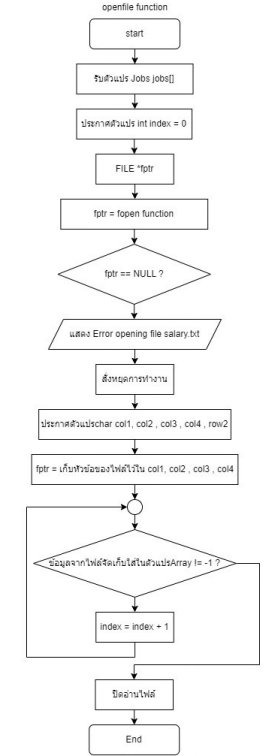 openfile function
start
รับตัวแปร Jobs jobs[]
ประกาศตัวแปร int index = 0
FILE *fptr
fptr = fopen function
fptr == NULL ?
แสดง Error opening file salary.txt
สั่งหยุดการทำงาน
ประกาศตัวแปรchar col1, col2 , col3 , col4 , row2
fptr = เก็บหัวข้อของไฟล์ไว้ใน col1, col2 , col3 , col4
ข้อมูลจากไฟล์จัดเก็บใส่ในตัวแปรArray != -1 ?
index = index + 1
ปิดอ่านไฟล์
End